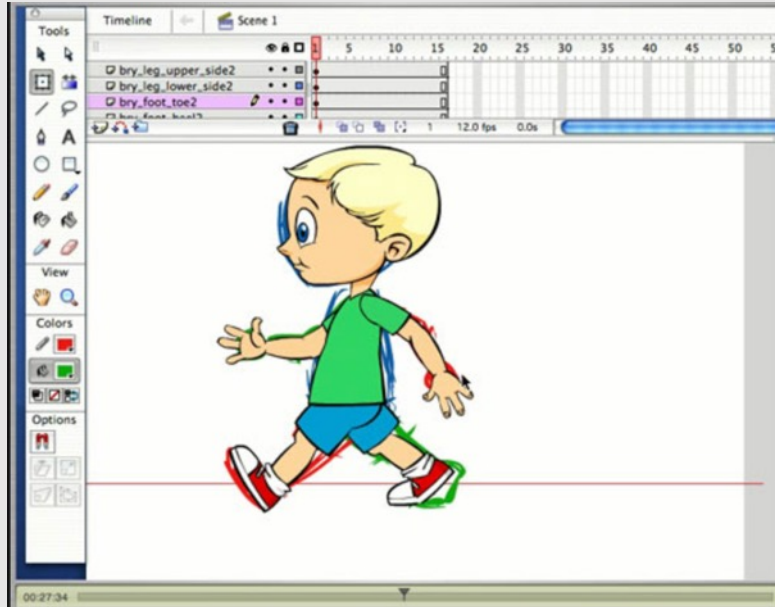 Tools
Timeline
Scene 1
1 5 10 15 20 25 30 35 40 45 50
bry_leg_upper_side2
bry_leg_lower_side2
bry_foot_toe2
1 12.0 fps 0.0s
A
View
Colors
Options
00:27:34